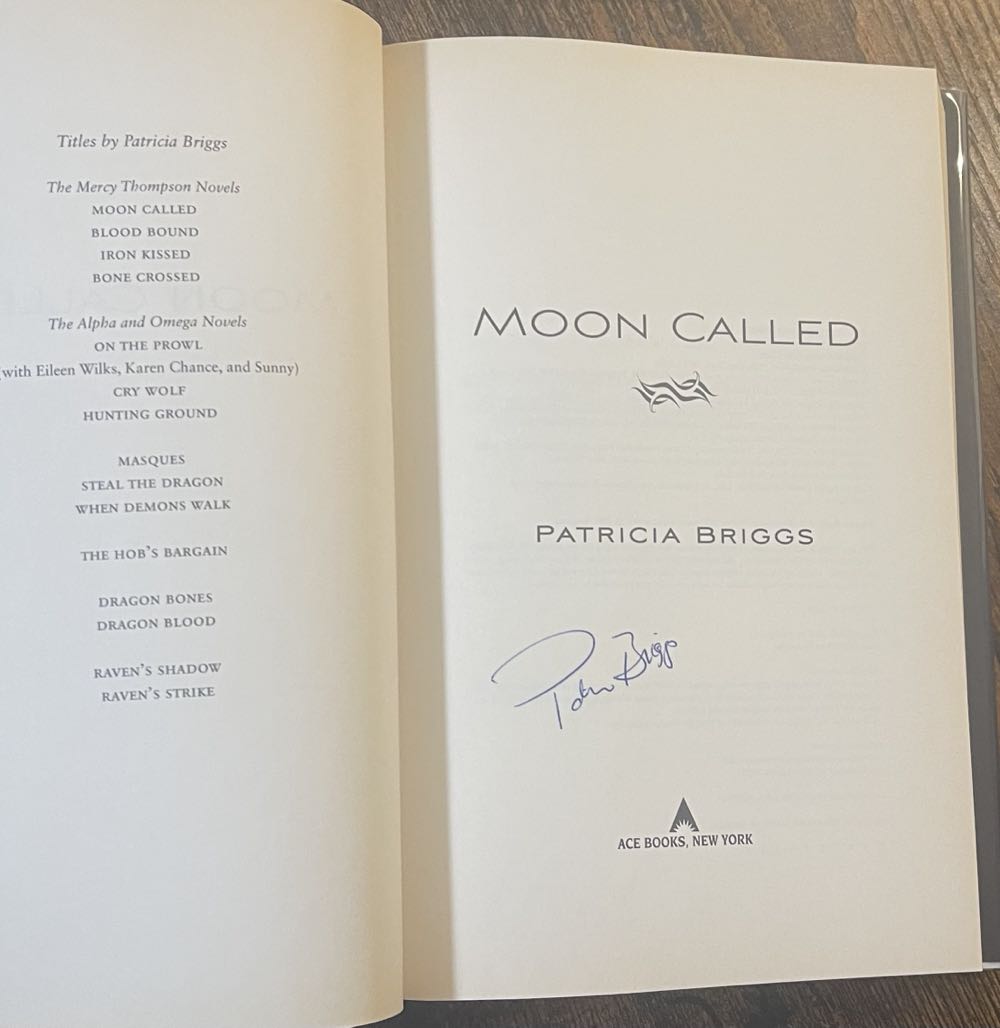 Titles by Patricia Briggs
The Mercy Thompson Novels
MOON CALLED
BLOOD BOUND
IRON KISSED
BONE CROSSED
The Alpha and Omega Novels
ON THE PROWL
(with Eileen Wilks, Karen Chance, and Sunny)
CRY WOLF
HUNTING GROUND
MASQUES
STEAL THE DRAGON
WHEN DEMONS WALK
THE HOB'S BARGAIN
DRAGON BONES
DRAGON BLOOD
RAVEN'S SHADOW
RAVEN'S STRIKE
MOON CALLED
PATRICIA BRIGGS
Briggs
ACE BOOKS, NEW YORK